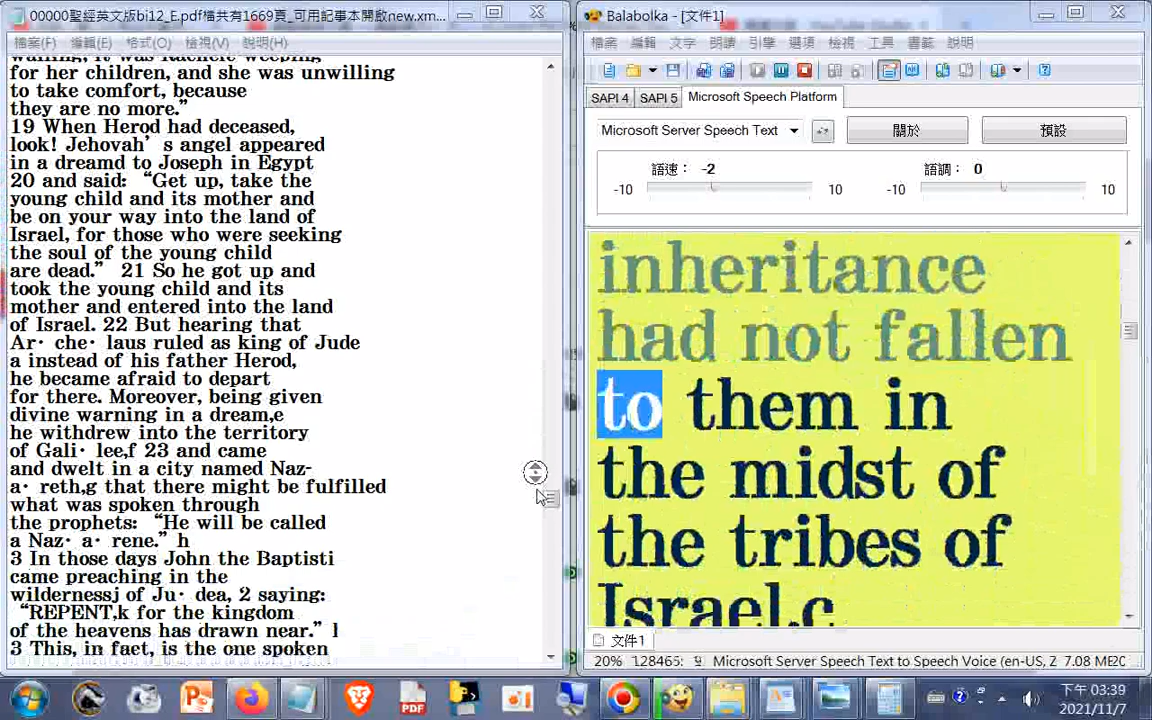 00000聖經英文版bi12_E.pdf檔共有1669頁_可用記事本開啟new.xm...
檔案(F) 編輯(E) 格式(O) 檢視(V) 說明(H)
wailing; it was Rachele weeping
for her children, and she was unwilling
to take comfort, because
they are no more.”
19 When Herod had deceased,
look! Jehovah’s angel appeared
in a dreamd to Joseph in Egypt
20 and said: “Get up, take the
young child and its mother and
be on your way into the land of
Israel, for those who were seeking
the soul of the young child
are dead.” 21 So he got up and
took the young child and its
mother and entered into the land
of Israel. 22 But hearing that
Ar·che·laus ruled as king of Jude
a instead of his father Herod,
he became afraid to depart
for there. Moreover, being given
divine warning in a dream,e
he withdrew into the territory
of Gali·lee,f 23 and came
and dwelt in a city named Naz-
a·reth,g that there might be fulfilled
what was spoken through
the prophets: “He will be called
a Naz·a·rene.” h
3 In those days John the Baptisti
came preaching in the
wildernessj of Ju·dea, 2 saying:
“REPENT,k for the kingdom
of the heavens has drawn near.” l
3 This, in fact, is the one spoken
Balabolka - [文件1]
檔案 編輯 文字 朗讀 引擎 選項 檢視 工具 書籤 說明
SAPI 4 SAPI 5 Microsoft Speech Platform
Microsoft Server Speech Text 關於 預設
語速： -2 語調： 0
-10 10 -10 10
inheritance
had not fallen
to them in
the midst of
the tribes of
Israel.c
文件1
20% Microsoft Server Speech Text to Speech Voice (en-US, Z
下午 03:39
2021/11/7